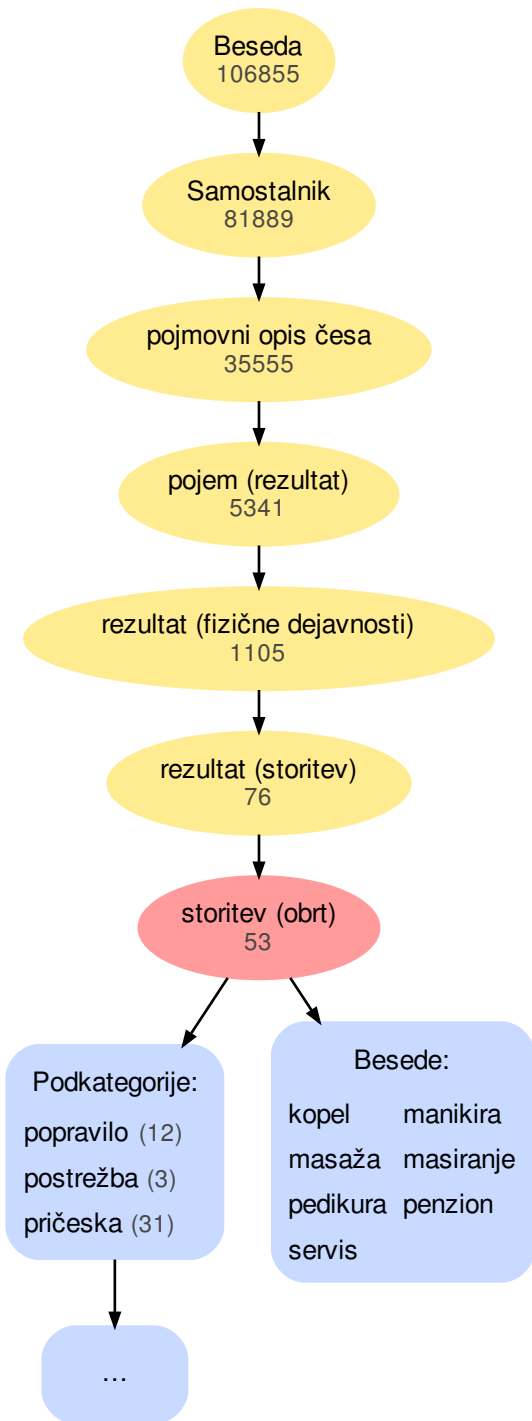 Beseda
106855
Samostalnik
81889
pojmovni opis česa
35555
pojem (rezultat)
5341
rezultat (fizične dejavnosti)
1105
rezultat (storitev)
76
storitev (obrt)
53
Podkategorije:
popravilo (12)
postrežba (3)
pričeska (31)
...
Besede:
kopel manikira
masaža masiranje
pedikura penzion
servis